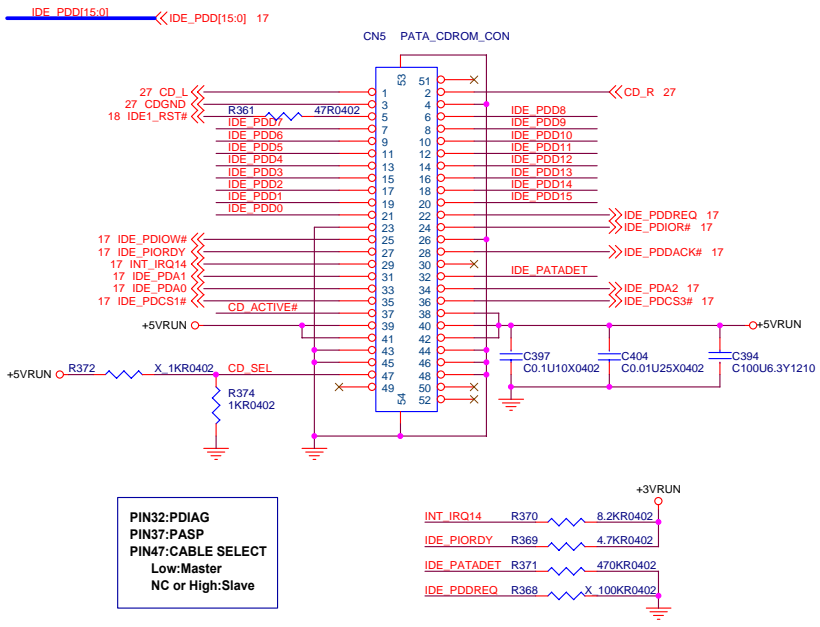 IDE_PDD[15:0] IDE_PDD[15:0] 17
CN5 PATA_CDROM_CON
53 51
27 CD_L 1 2 CD_R 27
27 CDGND 3 4
18 IDE1_RST# R361 47R0402 5 6 IDE_PDD8
IDE_PDD7 7 8 IDE_PDD9
IDE_PDD6 9 10 IDE_PDD10
IDE_PDD5 11 12 IDE_PDD11
IDE_PDD4 13 14 IDE_PDD12
IDE_PDD3 15 16 IDE_PDD13
IDE_PDD2 17 18 IDE_PDD14
IDE_PDD1 19 20 IDE_PDD15
IDE_PDD0 21 22 IDE_PDDREQ 17
23 24 IDE_PDIOR# 17
17 IDE_PDIOW# 25 26
17 IDE_PIORDY 27 28 IDE_PDDACK# 17
17 INT_IRQ14 29 30
17 IDE_PDA1 31 32 IDE_PATADET
17 IDE_PDA0 33 34 IDE_PDA2 17
17 IDE_PDCS1# 35 36 IDE_PDCS3# 17
CD_ACTIVE# 37 38
+5VRUN 39 40 +5VRUN
41 42
43 44
45 46
+5VRUN R372 X_1KR0402 CD_SEL 47 48
49 50
54 52
R374
1KR0402
C397
C0.1U10X0402
C404
C0.01U25X0402
C394
C100U6.3Y1210
PIN32:PDIAG
PIN37:PASP
PIN47:CABLE SELECT
Low:Master
NC or High:Slave
+3VRUN
INT_IRQ14 R370 8.2KR0402
IDE_PIORDY R369 4.7KR0402
IDE_PATADET R371 470KR0402
IDE_PDDREQ R368 X_100KR0402